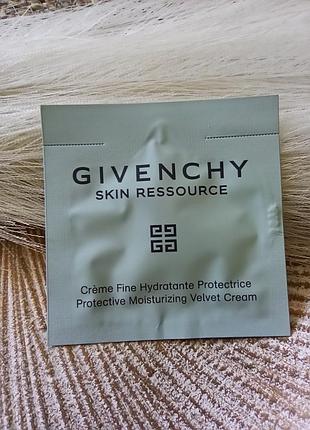 GIVENCHY
SKIN RESSOURCE
Crème Fine Hydratante Protectrice
Protective Moisturizing Velvet Cream